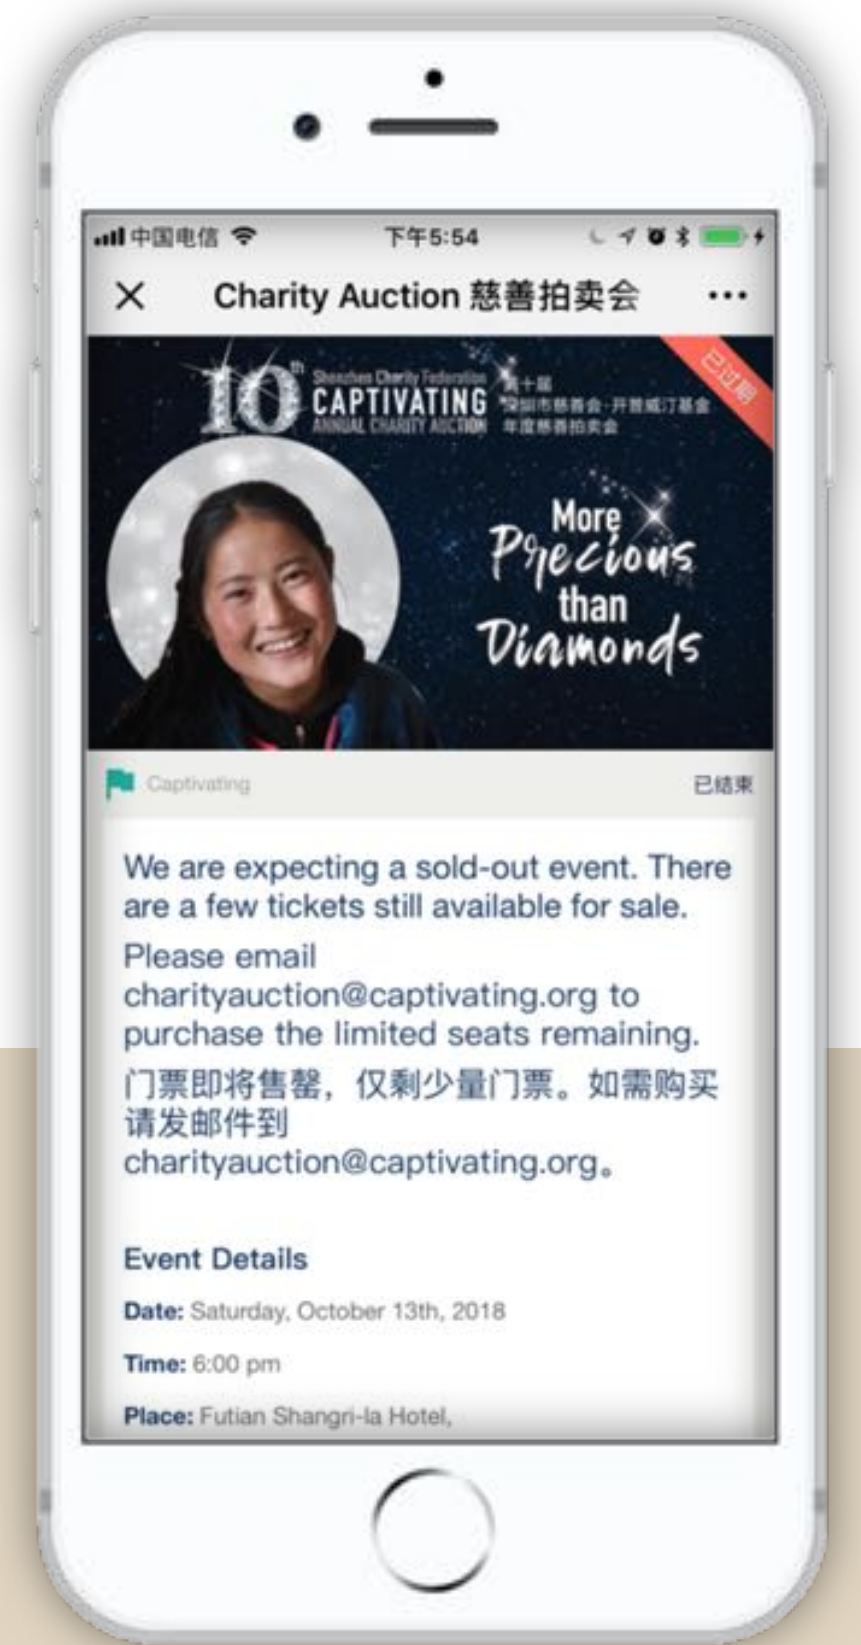 中国电信
下午5:54
Charity Auction 慈善拍卖会
已过期
10th
Shenzhen Charity Federation
CAPTIVATING
ANNUAL CHARITY AUCTION
第十届
深圳市慈善会·开普威汀基金
年度慈善拍卖会
More
Precious
than
Diamonds
Captivating
已结束
We are expecting a sold-out event. There
are a few tickets still available for sale.
Please email
charityauction@captivating.org to
purchase the limited seats remaining.
门票即将售罄，仅剩少量门票。如需购买
请发邮件到
charityauction@captivating.org。
Event Details
Date: Saturday, October 13th, 2018
Time: 6:00 pm
Place: Futian Shangri-la Hotel,